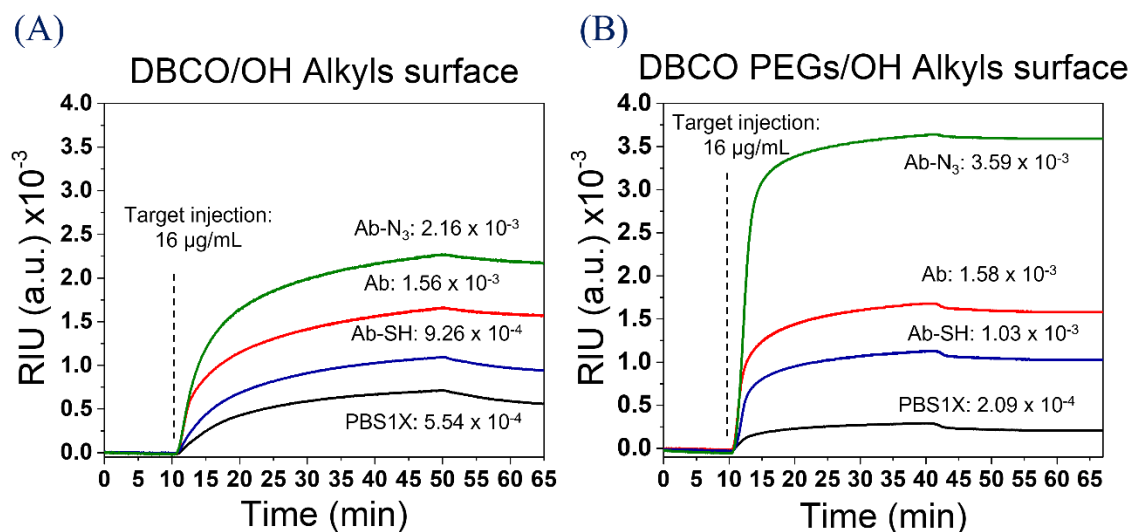 (A)
DBCO/OH Alkyls surface
RIU (a.u.) x10⁻³
4.0
3.5
3.0
2.5
2.0
1.5
1.0
0.5
0.0
Target injection:
16 µg/mL
Ab-N₃: 2.16 x 10⁻³
Ab: 1.56 x 10⁻³
Ab-SH: 9.26 x 10⁻⁴
PBS1X: 5.54 x 10⁻⁴
0 5 10 15 20 25 30 35 40 45 50 55 60 65
Time (min)
(B)
DBCO PEGs/OH Alkyls surface
RIU (a.u.) x10⁻³
4.0
3.5
3.0
2.5
2.0
1.5
1.0
0.5
0.0
Target injection:
16 µg/mL
Ab-N₃: 3.59 x 10⁻³
Ab: 1.58 x 10⁻³
Ab-SH: 1.03 x 10⁻³
PBS1X: 2.09 x 10⁻⁴
0 5 10 15 20 25 30 35 40 45 50 55 60 65
Time (min)